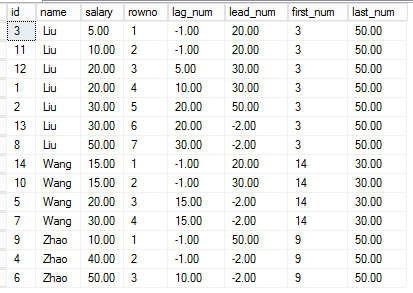 id name salary rowno lag_num lead_num first_num last_num
3 Liu 5.00 1 -1.00 20.00 3 50.00
11 Liu 10.00 2 -1.00 20.00 3 50.00
12 Liu 20.00 3 5.00 30.00 3 50.00
1 Liu 20.00 4 10.00 30.00 3 50.00
2 Liu 30.00 5 20.00 50.00 3 50.00
13 Liu 30.00 6 20.00 -2.00 3 50.00
8 Liu 50.00 7 30.00 -2.00 3 50.00
14 Wang 15.00 1 -1.00 20.00 14 30.00
10 Wang 15.00 2 -1.00 30.00 14 30.00
5 Wang 20.00 3 15.00 -2.00 14 30.00
7 Wang 30.00 4 15.00 -2.00 14 30.00
9 Zhao 10.00 1 -1.00 50.00 9 50.00
4 Zhao 40.00 2 -1.00 -2.00 9 50.00
6 Zhao 50.00 3 10.00 -2.00 9 50.00